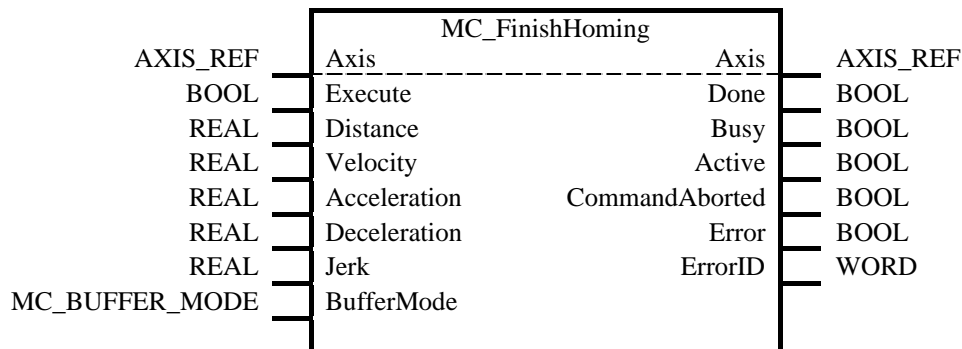 MC_FinishHoming
AXIS_REF Axis Axis AXIS_REF
BOOL Execute Done BOOL
REAL Distance Busy BOOL
REAL Velocity Active BOOL
REAL Acceleration CommandAborted BOOL
REAL Deceleration Error BOOL
REAL Jerk ErrorID WORD
MC_BUFFER_MODE BufferMode